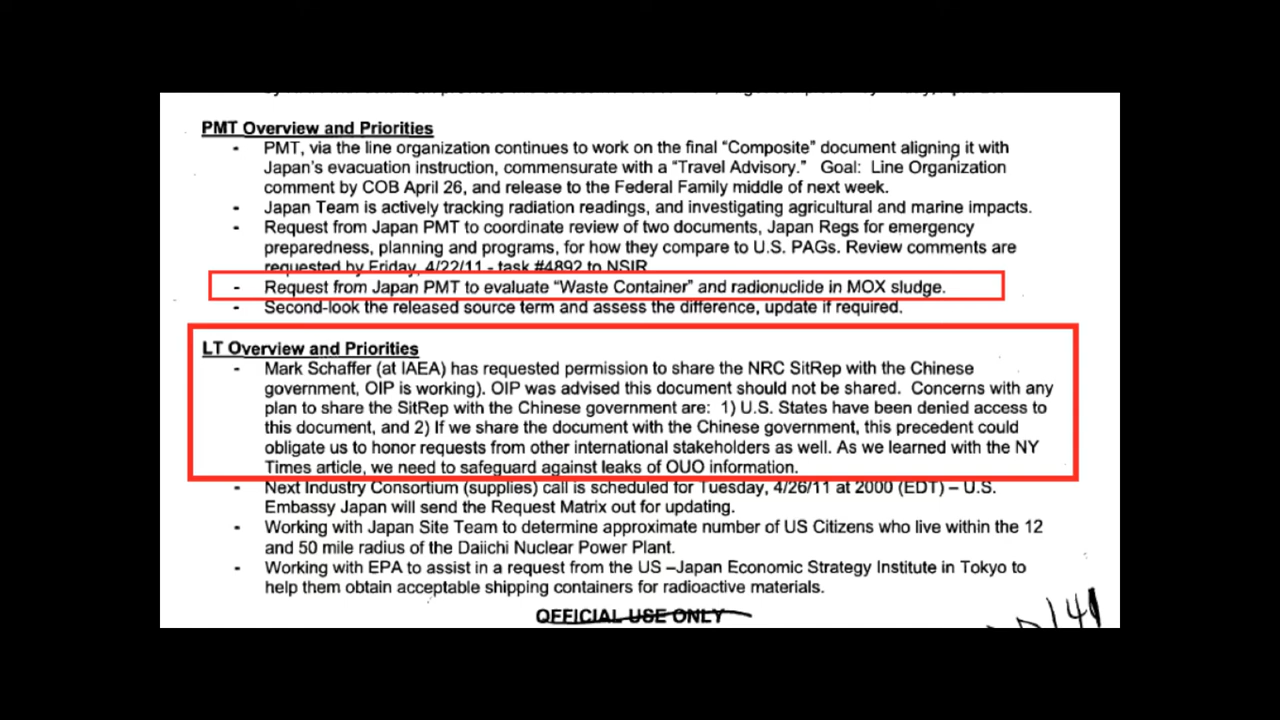 PMT Overview and Priorities
- PMT, via the line organization continues to work on the final “Composite” document aligning it with
Japan’s evacuation instruction, commensurate with a “Travel Advisory.” Goal: Line Organization
comment by COB April 26, and release to the Federal Family middle of next week.
- Japan Team is actively tracking radiation readings, and investigating agricultural and marine impacts.
- Request from Japan PMT to coordinate review of two documents, Japan Regs for emergency
preparedness, planning and programs, for how they compare to U.S. PAGs. Review comments are
requested by Friday, 4/22/11 - task #4892 to NSIR
- Request from Japan PMT to evaluate “Waste Container” and radionuclide in MOX sludge.
- Second-look the released source term and assess the difference, update if required.
LT Overview and Priorities
- Mark Schaffer (at IAEA) has requested permission to share the NRC SitRep with the Chinese
government, OIP is working). OIP was advised this document should not be shared. Concerns with any
plan to share the SitRep with the Chinese government are: 1) U.S. States have been denied access to
this document, and 2) If we share the document with the Chinese government, this precedent could
obligate us to honor requests from other international stakeholders as well. As we learned with the NY
Times article, we need to safeguard against leaks of OUO information.
- Next Industry Consortium (supplies) call is scheduled for Tuesday, 4/26/11 at 2000 (EDT) – U.S.
Embassy Japan will send the Request Matrix out for updating.
- Working with Japan Site Team to determine approximate number of US Citizens who live within the 12
and 50 mile radius of the Daiichi Nuclear Power Plant.
- Working with EPA to assist in a request from the US –Japan Economic Strategy Institute in Tokyo to
help them obtain acceptable shipping containers for radioactive materials.
OFFICIAL USE ONLY